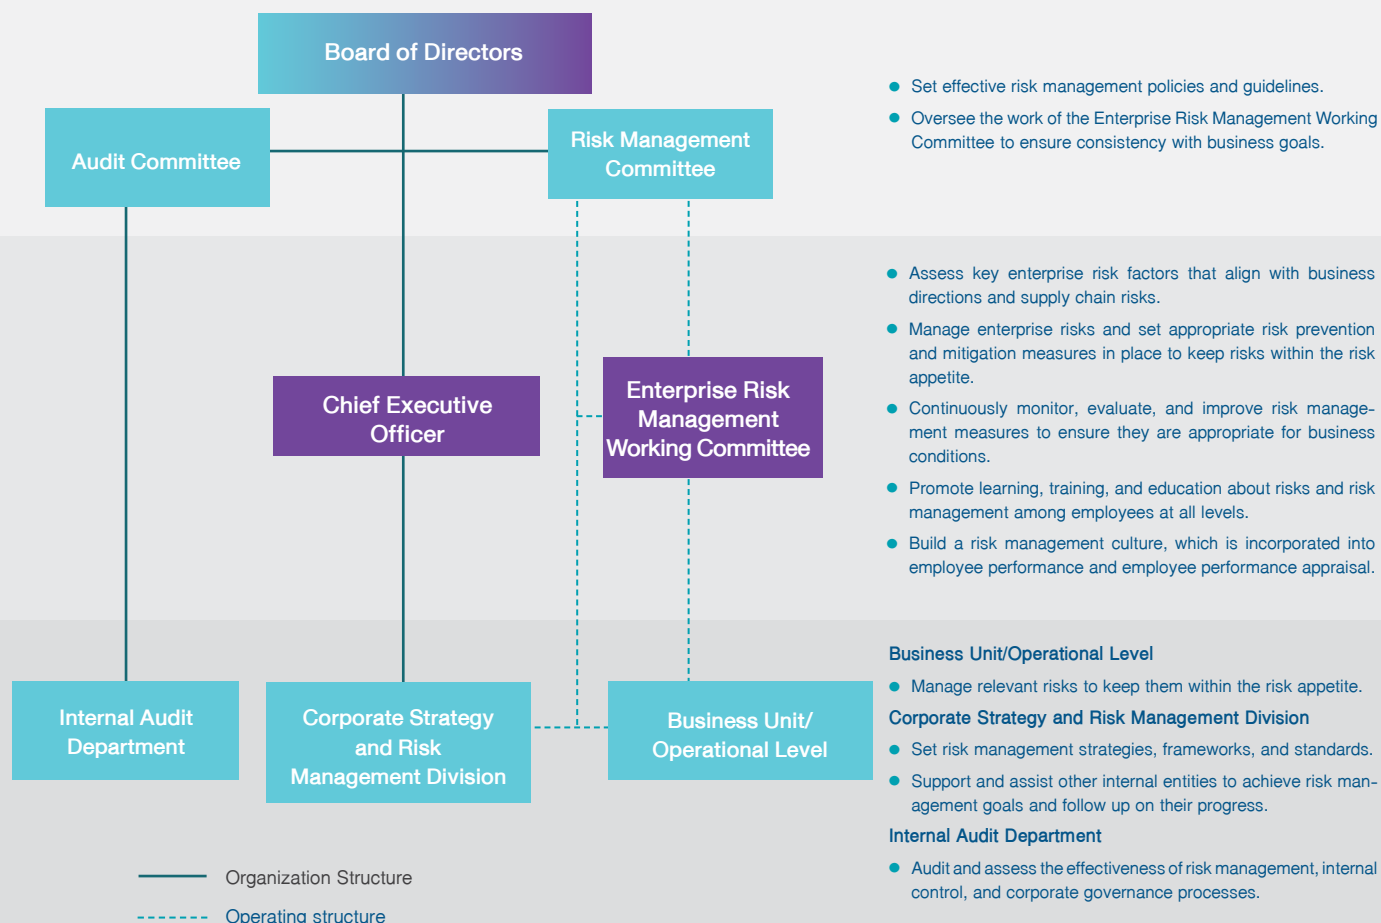 Board of Directors
Audit Committee
Risk Management
Committee
● Set effective risk management policies and guidelines.
● Oversee the work of the Enterprise Risk Management Working
Committee to ensure consistency with business goals.
Chief Executive
Officer
Enterprise Risk
Management
Working Committee
● Assess key enterprise risk factors that align with business
directions and supply chain risks.
● Manage enterprise risks and set appropriate risk prevention
and mitigation measures in place to keep risks within the risk
appetite.
● Continuously monitor, evaluate, and improve risk manage-
ment measures to ensure they are appropriate for business
conditions.
● Promote learning, training, and education about risks and risk
management among employees at all levels.
● Build a risk management culture, which is incorporated into
employee performance and employee performance appraisal.
Internal Audit
Department
Corporate Strategy
and Risk
Management Division
Business Unit/
Operational Level
Business Unit/Operational Level
● Manage relevant risks to keep them within the risk appetite.
Corporate Strategy and Risk Management Division
● Set risk management strategies, frameworks, and standards.
● Support and assist other internal entities to achieve risk man-
agement goals and follow up on their progress.
Internal Audit Department
● Audit and assess the effectiveness of risk management, internal
control, and corporate governance processes.
Organization Structure
Operating structure